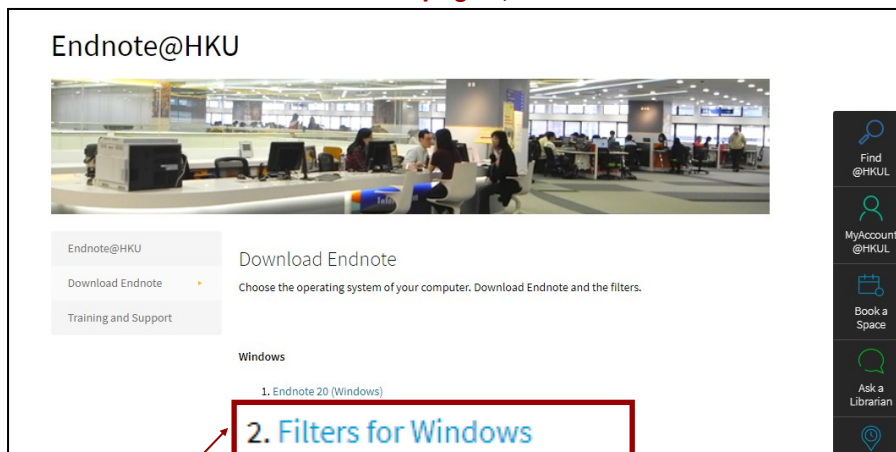 Endnote@HKU
Endnote@HKU
Download Endnote
Training and Support
Download Endnote
Choose the operating system of your computer. Download Endnote and the filters.
Windows
1. Endnote 20 (Windows)
2. Filters for Windows
Find
@HKUL
MyAccount
@HKUL
Book a
Space
Ask a
Librarian